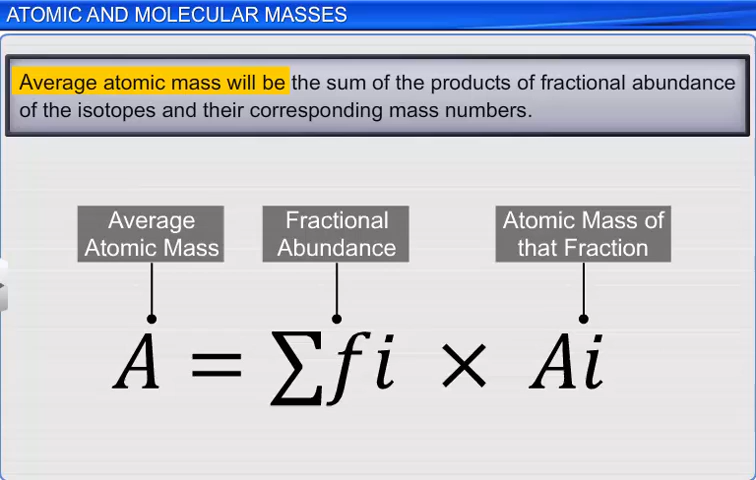 ATOMIC AND MOLECULAR MASSES
Average atomic mass will be the sum of the products of fractional abundance
of the isotopes and their corresponding mass numbers.
Average
Atomic Mass
Fractional
Abundance
Atomic Mass of
that Fraction
A = ∑fi × Ai